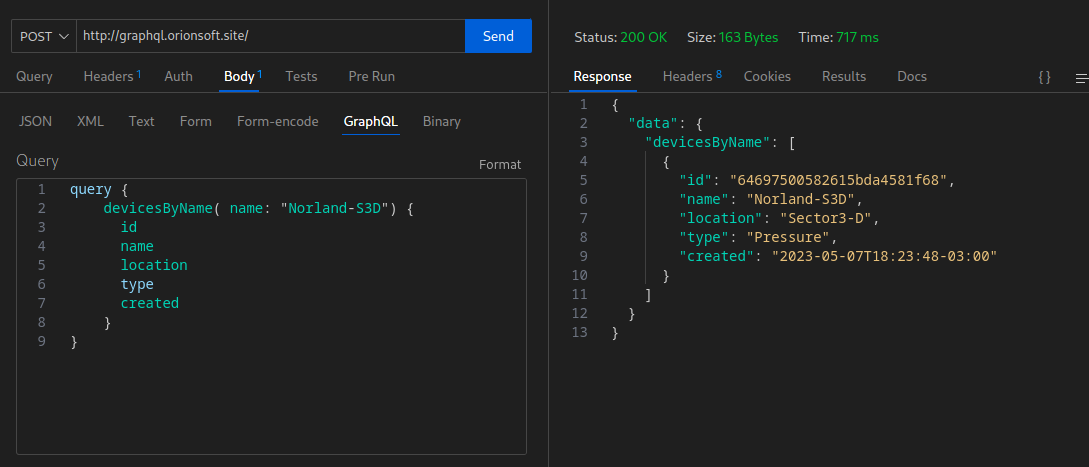 POST http://graphql.orionsoft.site/ Send
Query Headers 1 Auth Body 1 Tests Pre Run
JSON XML Text Form Form-encode GraphQL Binary
Query Format
1 query {
2     devicesByName( name: "Norland-S3D") {
3       id
4       name
5       location
6       type
7       created
8     }
9 }
Status: 200 OK Size: 163 Bytes Time: 717 ms
Response Headers 8 Cookies Results Docs { }
1 {
2   "data": {
3     "devicesByName": [
4       {
5         "id": "64697500582615bda4581f68",
6         "name": "Norland-S3D",
7         "location": "Sector3-D",
8         "type": "Pressure",
9         "created": "2023-05-07T18:23:48-03:00"
10       }
11     ]
12   }
13 }